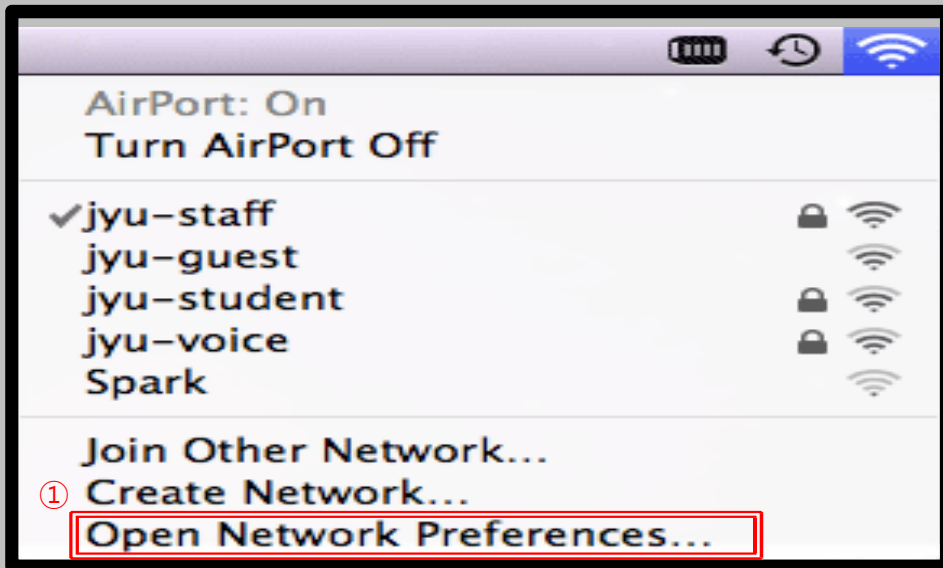 AirPort: On
Turn AirPort Off
jyu-staff
jyu-guest
jyu-student
jyu-voice
Spark
Join Other Network...
① Create Network...
Open Network Preferences...